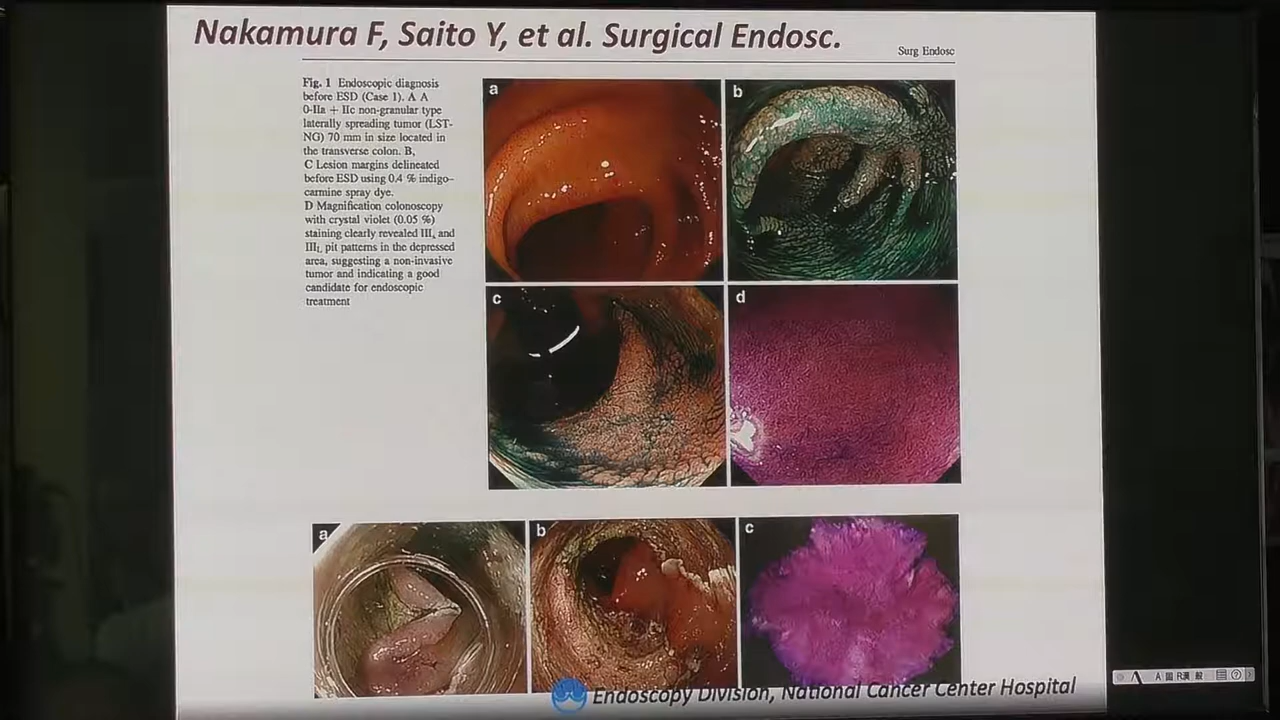 Nakamura F, Saito Y, et al. Surgical Endosc.
Surg Endosc
Fig. 1 Endoscopic diagnosis
before ESD (Case 1). A A
0-IIa + IIc non-granular type
laterally spreading tumor (LST-
NG) 70 mm in size located in
the transverse colon. B,
C Lesion margins delineated
before ESD using 0.4 % indigo-
carmine spray dye.
D Magnification colonoscopy
with crystal violet (0.05 %)
staining clearly revealed III and
IIIL pit patterns in the depressed
area, suggesting a non-invasive
tumor and indicating a good
candidate for endoscopic
treatment
a
b
c
d
a
b
c
Endoscopy Division, National Cancer Center Hospital
A